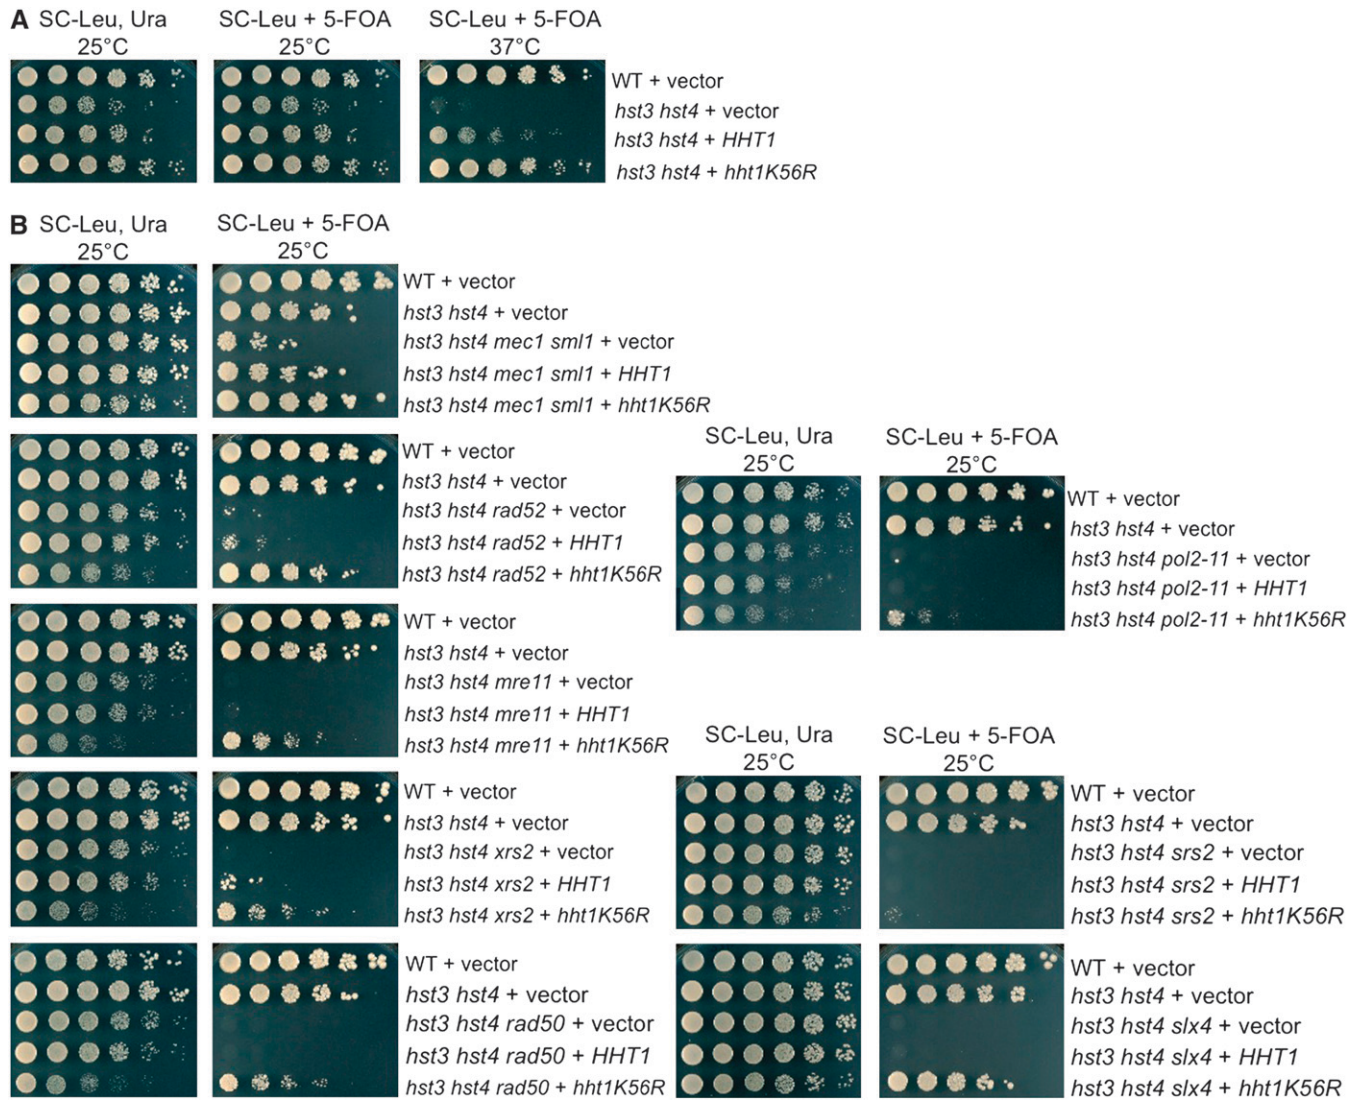 A SC-Leu, Ura SC-Leu + 5-FOA SC-Leu + 5-FOA
25°C 25°C 37°C
WT + vector
hst3 hst4 + vector
hst3 hst4 + HHT1
hst3 hst4 + hht1K56R
B SC-Leu, Ura SC-Leu + 5-FOA
25°C 25°C
WT + vector
hst3 hst4 + vector
hst3 hst4 mec1 sml1 + vector
hst3 hst4 mec1 sml1 + HHT1
hst3 hst4 mec1 sml1 + hht1K56R
WT + vector
hst3 hst4 + vector
hst3 hst4 rad52 + vector
hst3 hst4 rad52 + HHT1
hst3 hst4 rad52 + hht1K56R
WT + vector
hst3 hst4 + vector
hst3 hst4 mre11 + vector
hst3 hst4 mre11 + HHT1
hst3 hst4 mre11 + hht1K56R
WT + vector
hst3 hst4 + vector
hst3 hst4 xrs2 + vector
hst3 hst4 xrs2 + HHT1
hst3 hst4 xrs2 + hht1K56R
WT + vector
hst3 hst4 + vector
hst3 hst4 rad50 + vector
hst3 hst4 rad50 + HHT1
hst3 hst4 rad50 + hht1K56R
SC-Leu, Ura SC-Leu + 5-FOA
25°C 25°C
WT + vector
hst3 hst4 + vector
hst3 hst4 pol2-11 + vector
hst3 hst4 pol2-11 + HHT1
hst3 hst4 pol2-11 + hht1K56R
SC-Leu, Ura SC-Leu + 5-FOA
25°C 25°C
WT + vector
hst3 hst4 + vector
hst3 hst4 srs2 + vector
hst3 hst4 srs2 + HHT1
hst3 hst4 srs2 + hht1K56R
WT + vector
hst3 hst4 + vector
hst3 hst4 slx4 + vector
hst3 hst4 slx4 + HHT1
hst3 hst4 slx4 + hht1K56R